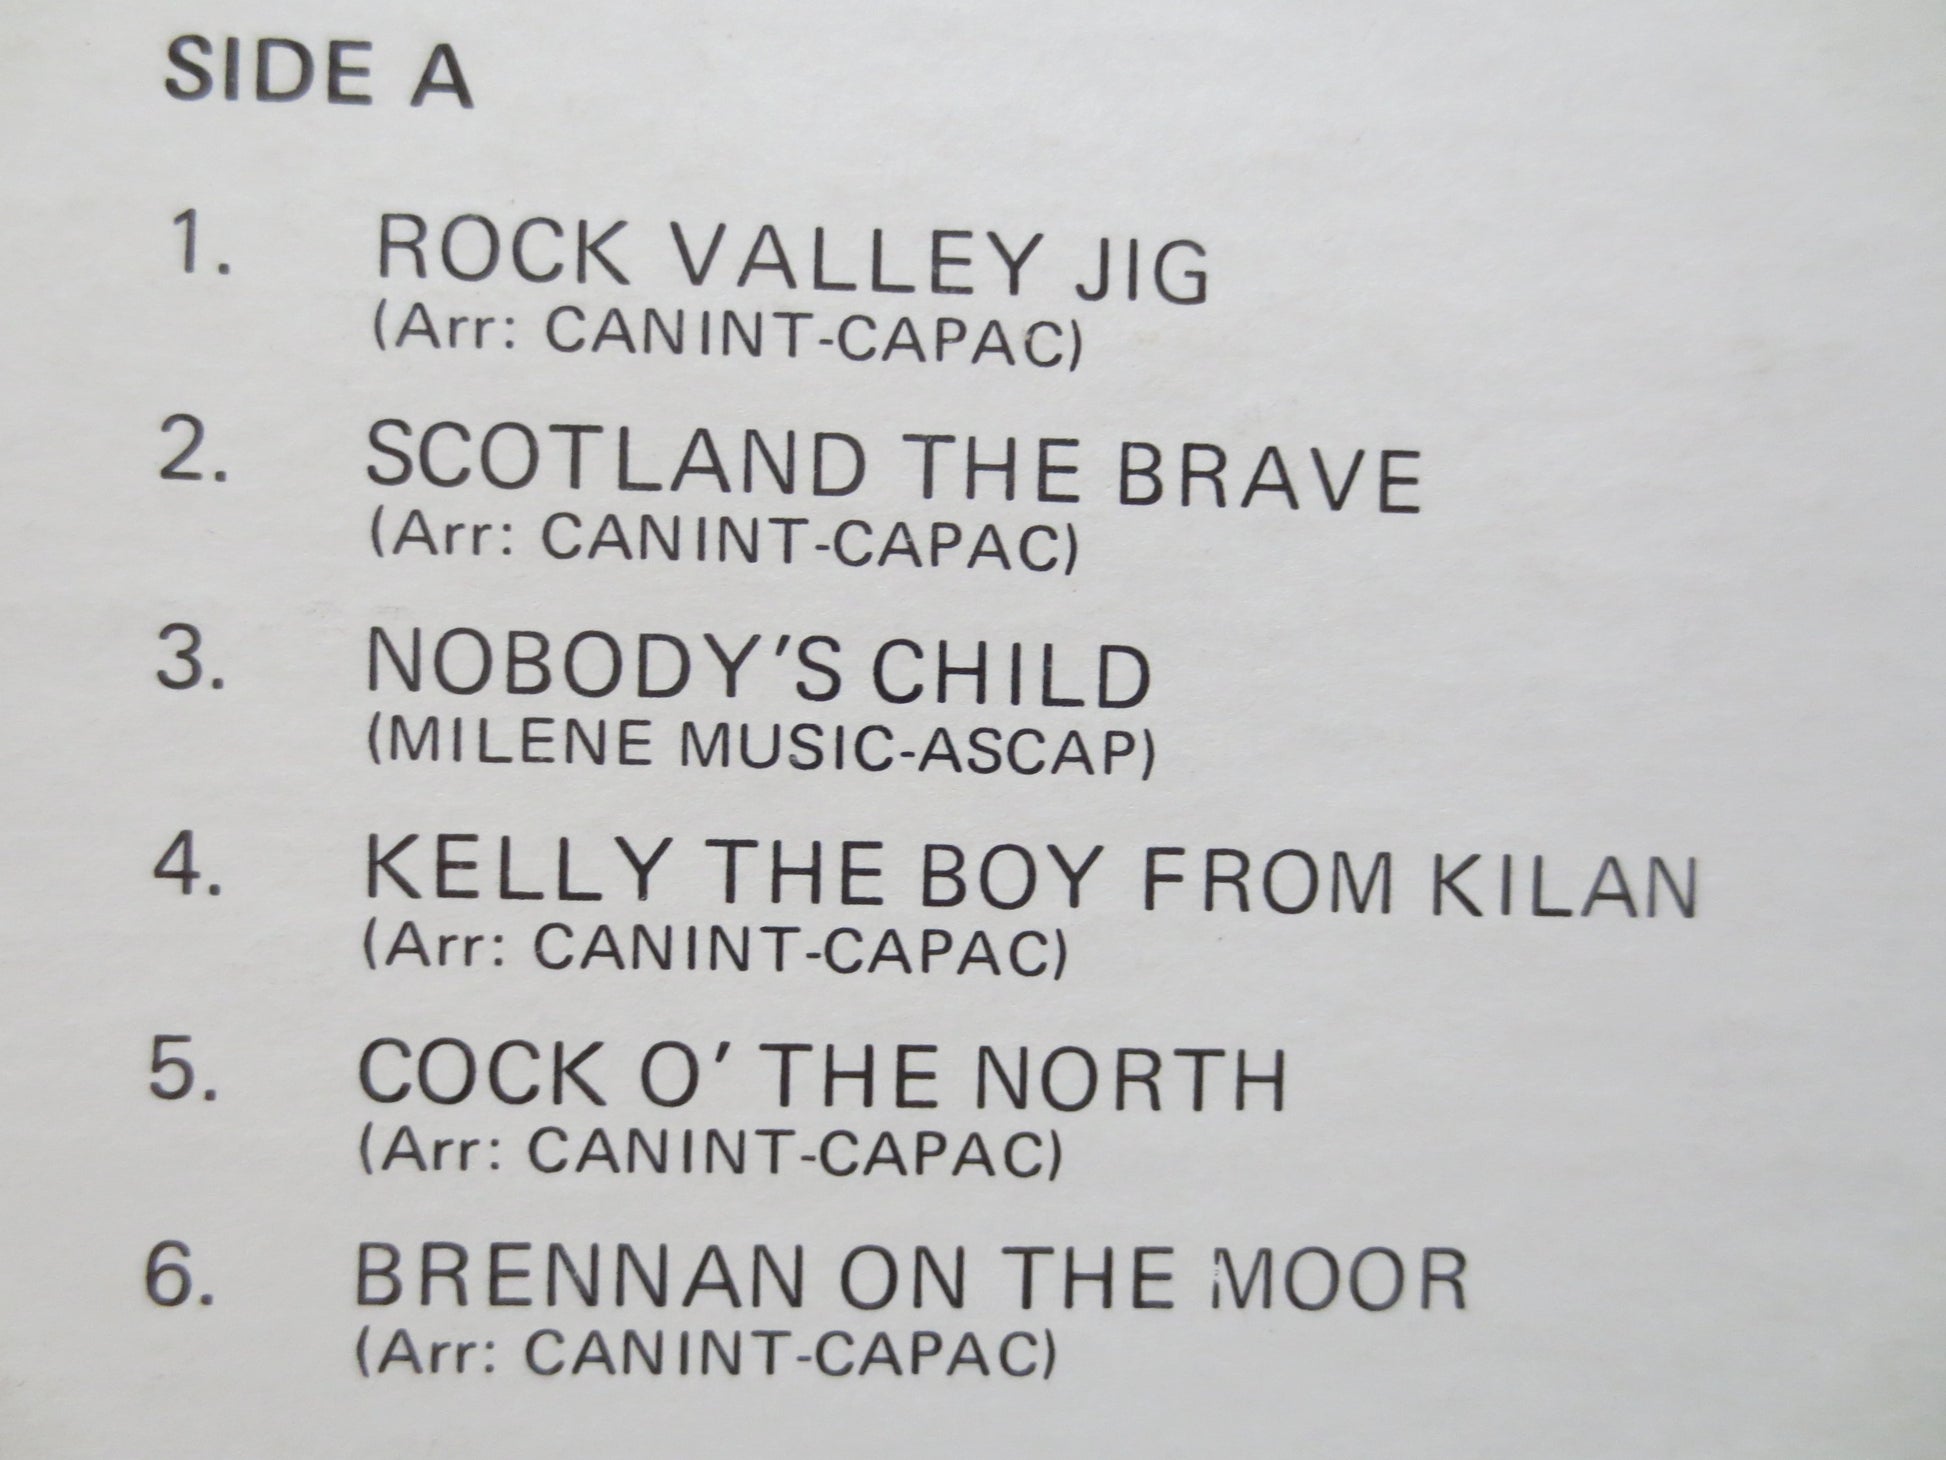 SIDE A
1. ROCK VALLEY JIG
(Arr: CANINT-CAPAC)
2. SCOTLAND THE BRAVE
(Arr: CANINT-CAPAC)
3. NOBODY'S CHILD
(MILENE MUSIC-ASCAP)
4. KELLY THE BOY FROM KILAN
(Arr: CANINT-CAPAC)
5. COCK O' THE NORTH
(Arr: CANINT-CAPAC)
6. BRENNAN ON THE MOOR
(Arr: CANINT-CAPAC)